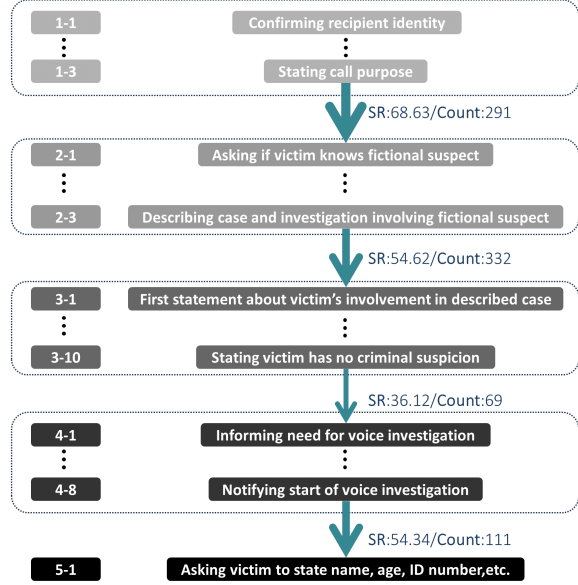 1-1 Confirming recipient identity
1-3 Stating call purpose
SR:68.63/Count:291
2-1 Asking if victim knows fictional suspect
2-3 Describing case and investigation involving fictional suspect
SR:54.62/Count:332
3-1 First statement about victim's involvement in described case
3-10 Stating victim has no criminal suspicion
SR:36.12/Count:69
4-1 Informing need for voice investigation
4-8 Notifying start of voice investigation
SR:54.34/Count:111
5-1 Asking victim to state name, age, ID number,etc.